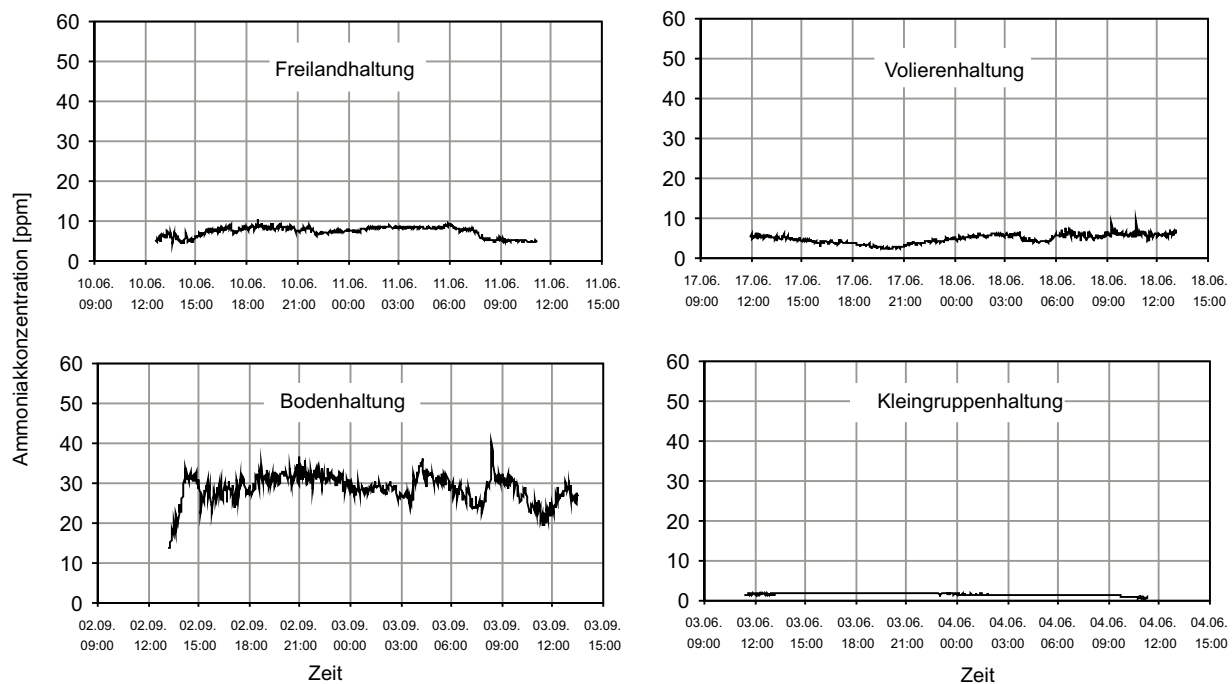 Ammoniakkonzentration [ppm]
Freilandhaltung
60
50
40
30
20
10
0
10.06. 10.06. 10.06. 10.06. 10.06. 11.06. 11.06. 11.06. 11.06. 11.06. 11.06.
09:00 12:00 15:00 18:00 21:00 00:00 03:00 06:00 09:00 12:00 15:00
Volierenhaltung
60
50
40
30
20
10
0
17.06. 17.06. 17.06. 17.06. 17.06. 18.06. 18.06. 18.06. 18.06. 18.06. 18.06.
09:00 12:00 15:00 18:00 21:00 00:00 03:00 06:00 09:00 12:00 15:00
Bodenhaltung
60
50
40
30
20
10
0
02.09. 02.09. 02.09. 02.09. 02.09. 03.09. 03.09. 03.09. 03.09. 03.09. 03.09.
09:00 12:00 15:00 18:00 21:00 00:00 03:00 06:00 09:00 12:00 15:00
Zeit
Kleingruppenhaltung
60
50
40
30
20
10
0
03.06. 03.06. 03.06. 03.06. 03.06. 04.06. 04.06. 04.06. 04.06. 04.06. 04.06.
09:00 12:00 15:00 18:00 21:00 00:00 03:00 06:00 09:00 12:00 15:00
Zeit